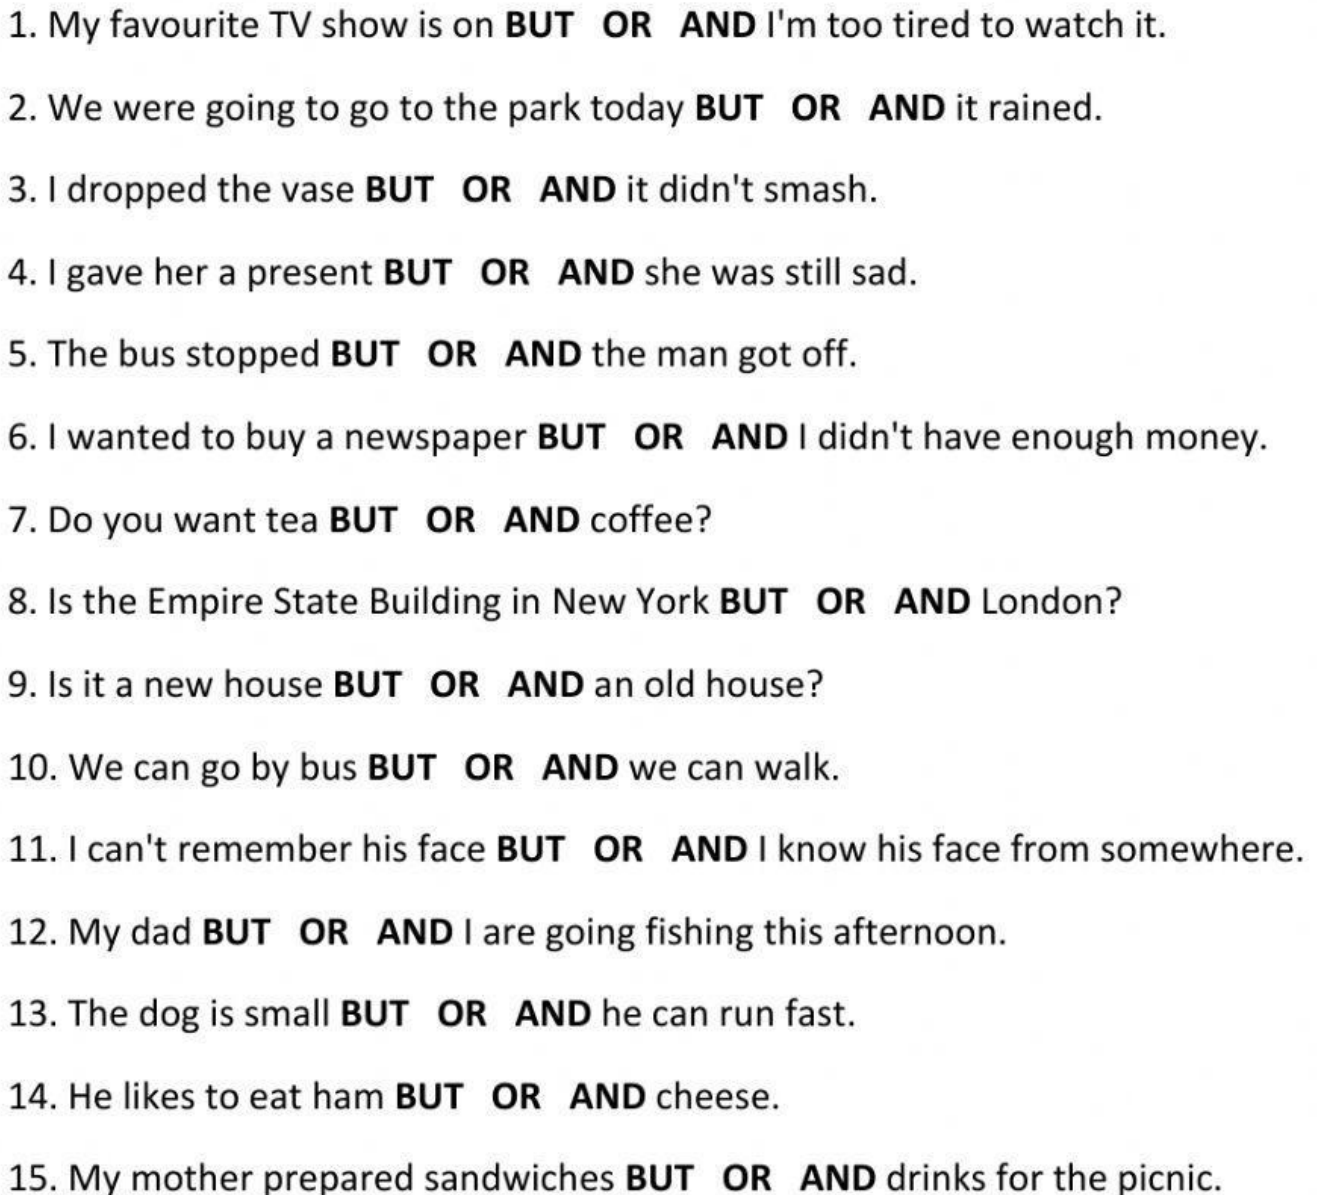 1. My favourite TV show is on BUT OR AND I'm too tired to watch it.
2. We were going to go to the park today BUT OR AND it rained.
3. I dropped the vase BUT OR AND it didn't smash.
4. I gave her a present BUT OR AND she was still sad.
5. The bus stopped BUT OR AND the man got off.
6. I wanted to buy a newspaper BUT OR AND I didn't have enough money.
7. Do you want tea BUT OR AND coffee?
8. Is the Empire State Building in New York BUT OR AND London?
9. Is it a new house BUT OR AND an old house?
10. We can go by bus BUT OR AND we can walk.
11. I can't remember his face BUT OR AND I know his face from somewhere.
12. My dad BUT OR AND I are going fishing this afternoon.
13. The dog is small BUT OR AND he can run fast.
14. He likes to eat ham BUT OR AND cheese.
15. My mother prepared sandwiches BUT OR AND drinks for the picnic.